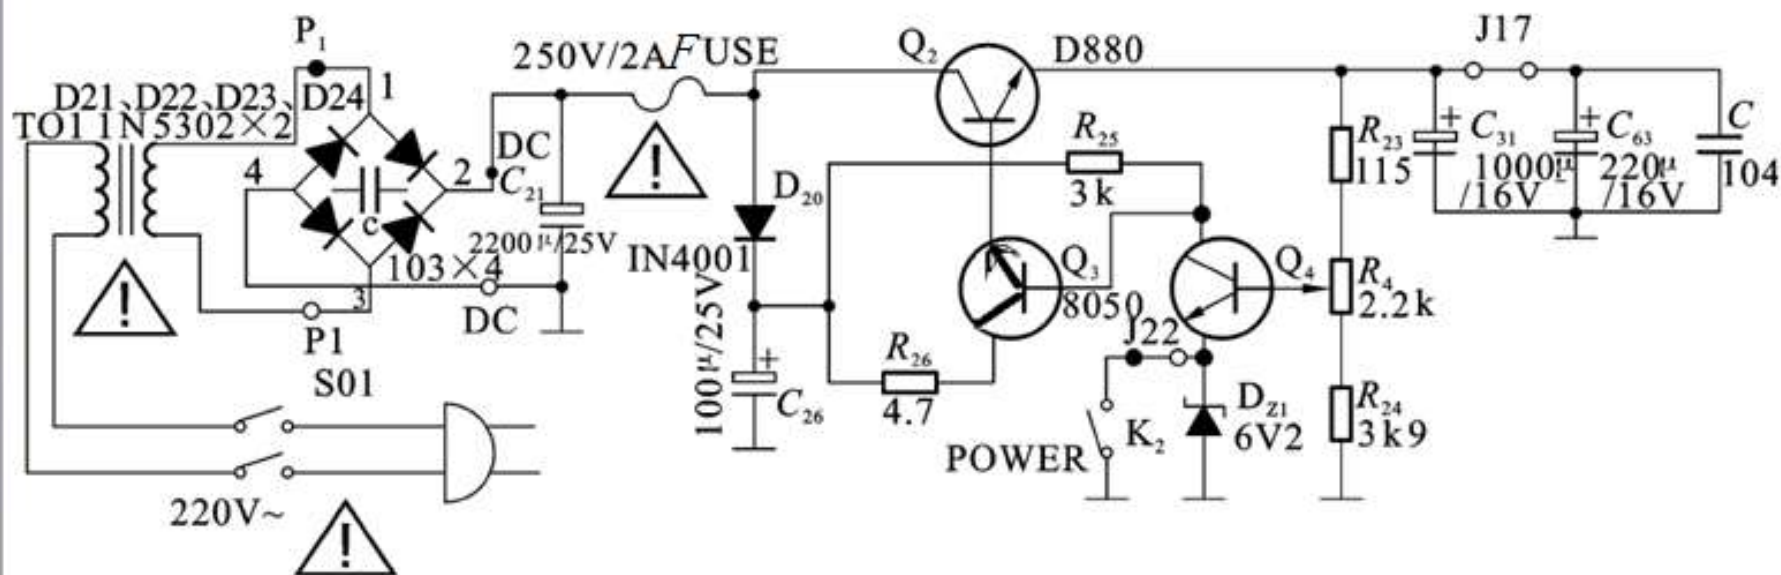 P₁
250V/2A FUSE
Q₂
D880
J17
D21、D22、D23、D24
1
TO1 1N5302×2
DC
4
2
C₂₁
2200μ/25V
c
103×4
3
DC
P1
S01
220V~
D₂₀
IN4001
100μ/25V
+
C₂₆
R₂₅
3k
Q₃
8050
R₂₆
4.7
Q₄
J22
POWER
K₂
D_Z1
6V2
R₂₃
115
R₄
2.2k
R₂₄
3k9
+
C₃₁
1000μ
/16V
+
C₆₃
220μ
/16V
C
104
!
!
!